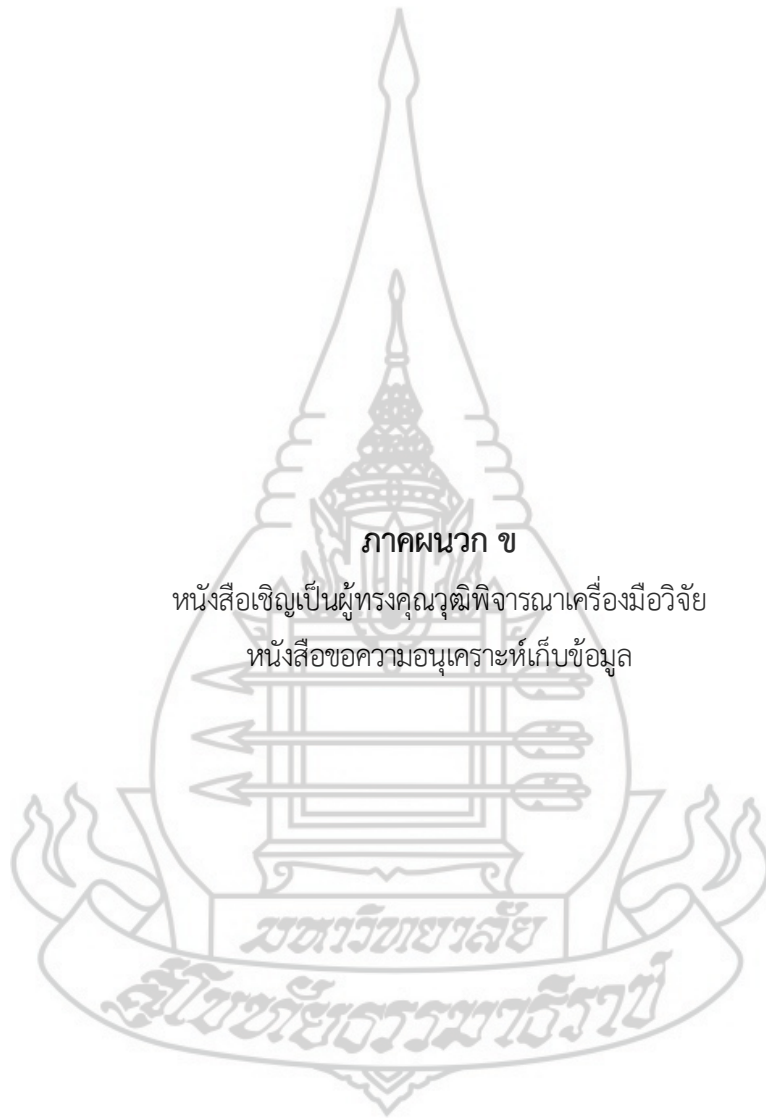 ภาคผนวก ข
หนังสือเชิญเป็นผู้ทรงคุณวุฒิพิจารณาเครื่องมือวิจัย
หนังสือขอความอนุเคราะห์เก็บข้อมูล
มหาวิทยาลัย
สุโขทัยธรรมาธิราช